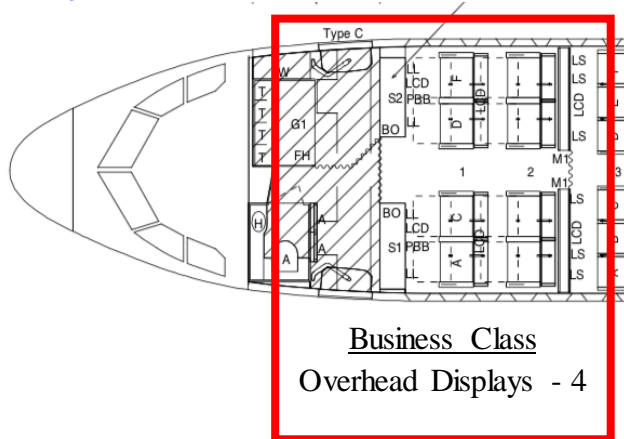 Type C
W
T
T
T
T
G1
FH
H
A
A
A
BO
S2
LL
LCD
PBB
LL
F
D
LCD
LS
LS
LCD
LS
E
D
M1
1
2
3
M1
BO
S1
LL
LCD
PBB
LL
C
A
LCD
LS
LCD
LS
LS
C
B
A
Business Class
Overhead Displays - 4